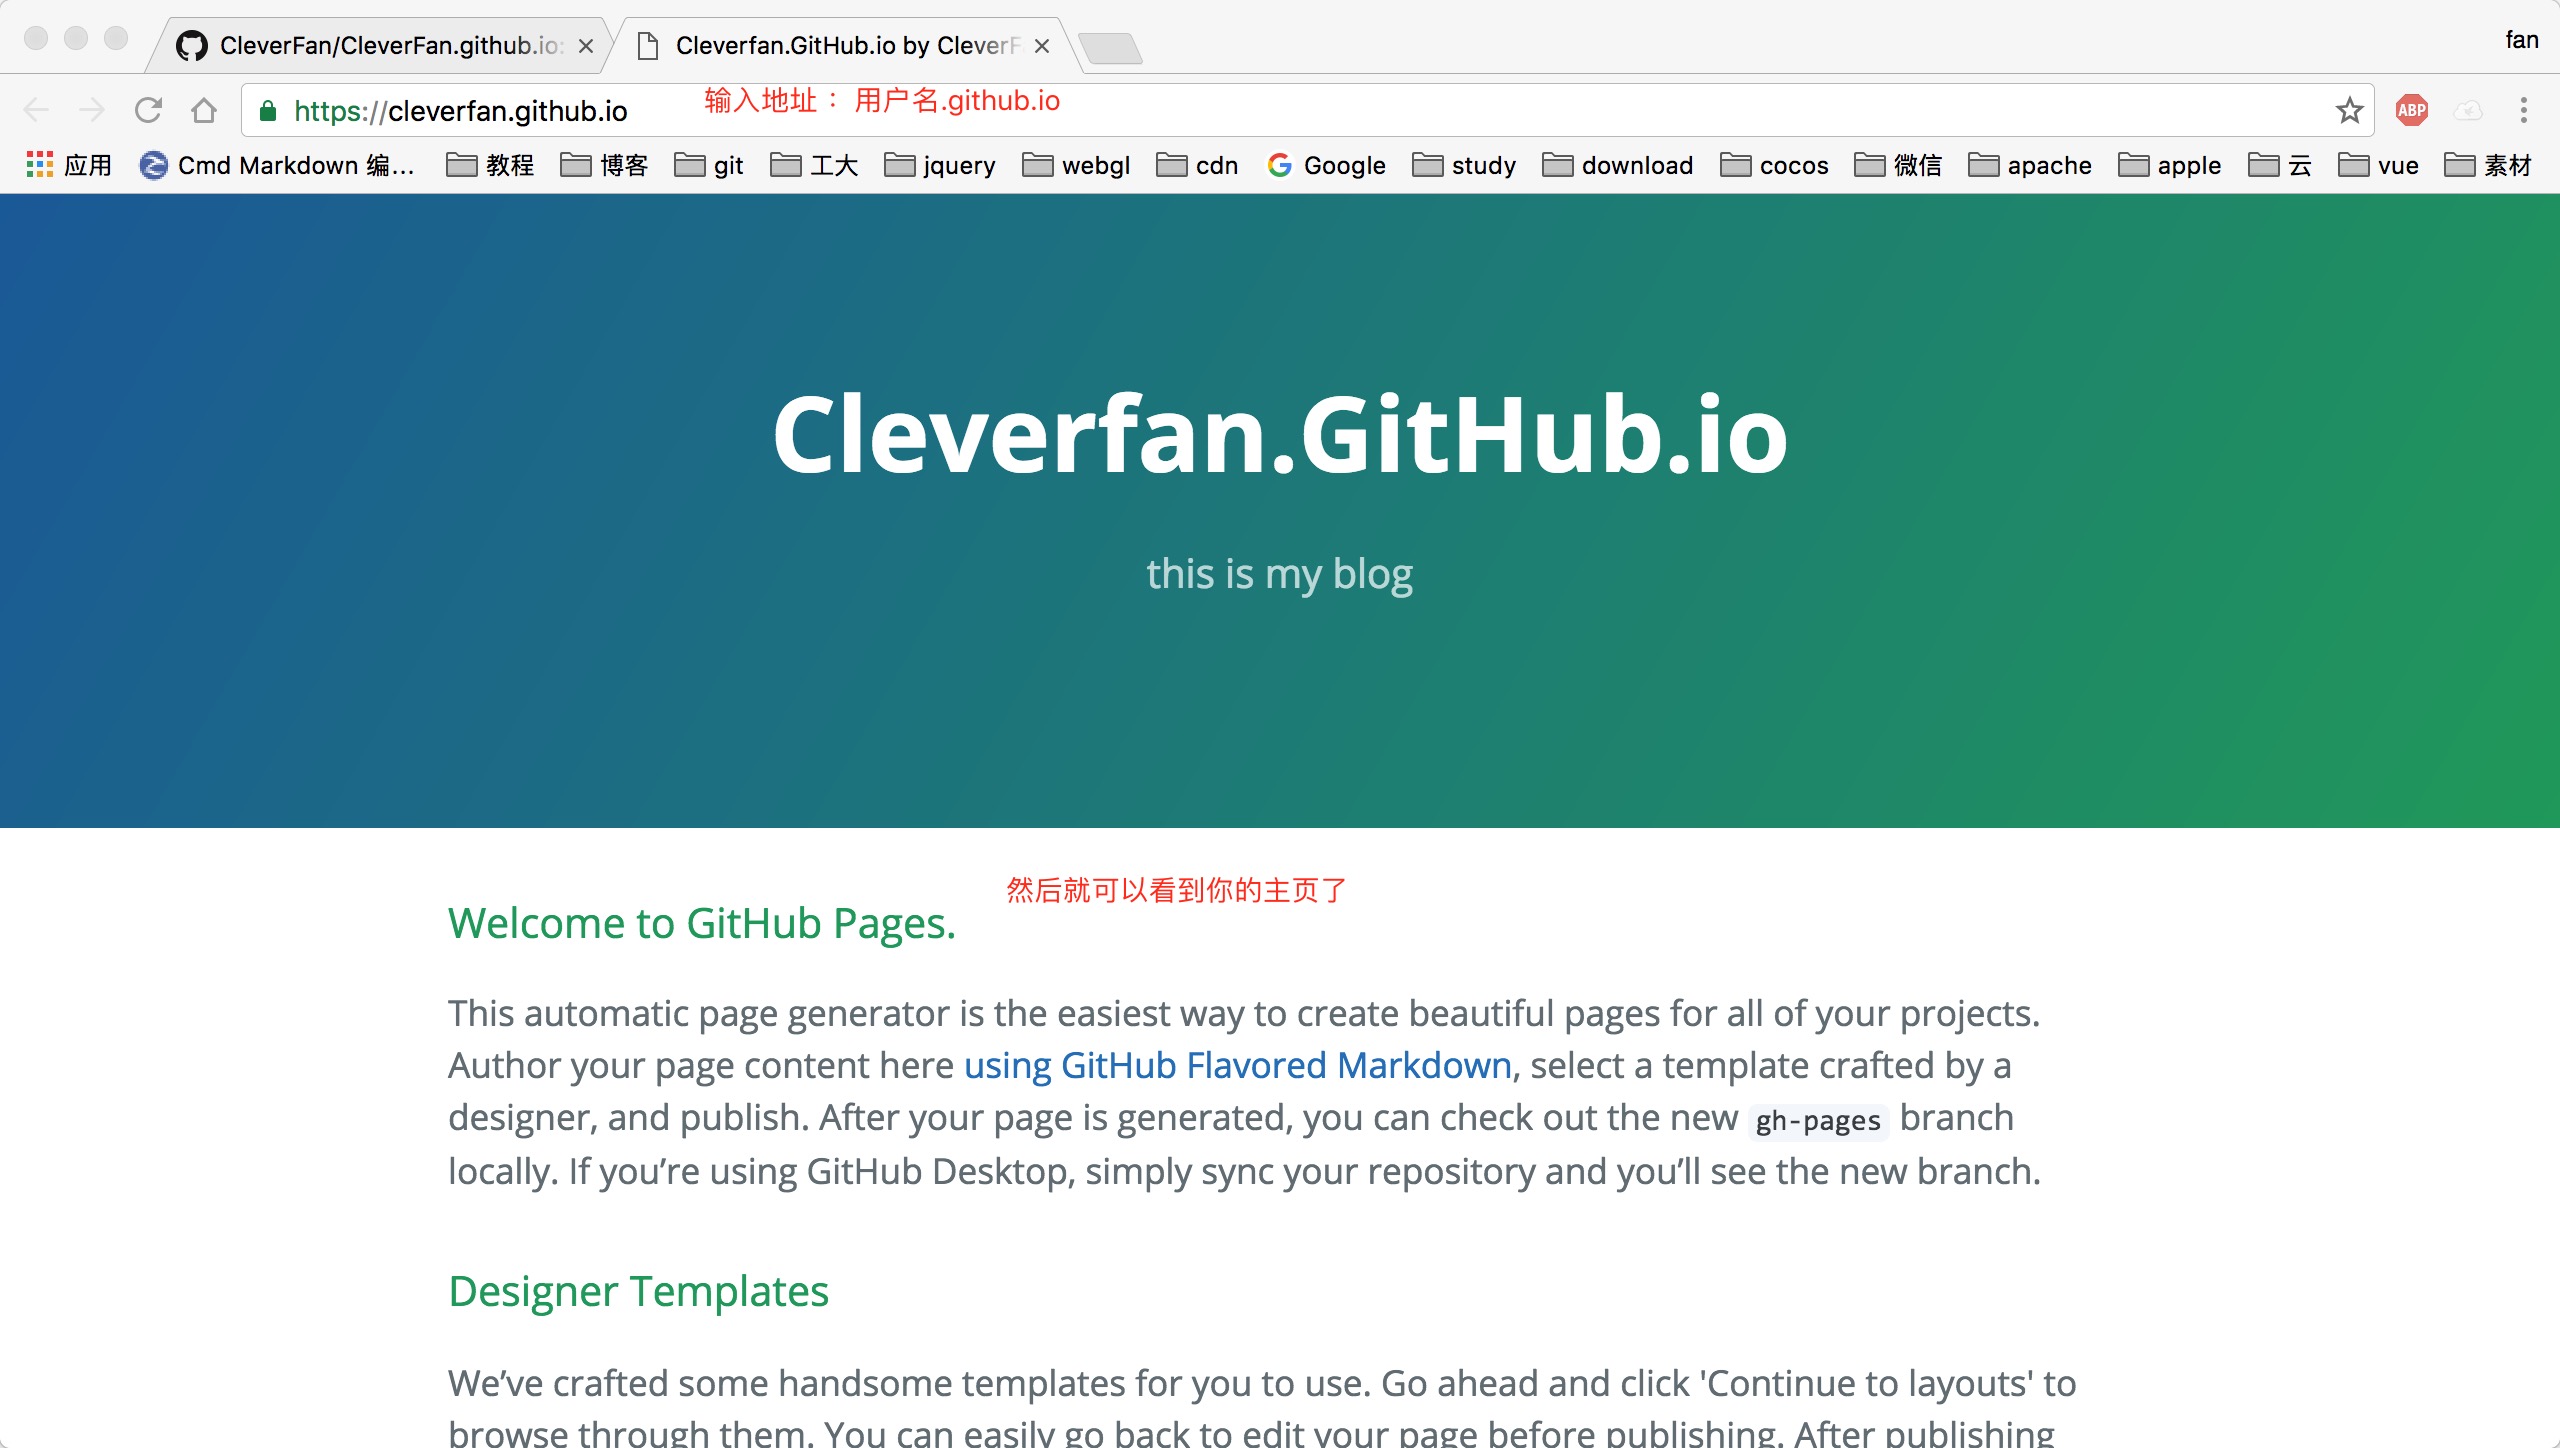 CleverFan/CleverFan.github.io:
Cleverfan.GitHub.io by CleverF
fan
https://cleverfan.github.io
输入地址： 用户名.github.io
ABP
应用 Cmd Markdown 编... 教程 博客 git 工大 jquery webgl cdn Google study download cocos 微信 apache apple 云 vue 素材
Cleverfan.GitHub.io
this is my blog
然后就可以看到你的主页了
Welcome to GitHub Pages.
This automatic page generator is the easiest way to create beautiful pages for all of your projects.
Author your page content here using GitHub Flavored Markdown, select a template crafted by a
designer, and publish. After your page is generated, you can check out the new gh-pages branch
locally. If you’re using GitHub Desktop, simply sync your repository and you’ll see the new branch.
Designer Templates
We’ve crafted some handsome templates for you to use. Go ahead and click 'Continue to layouts' to
browse through them. You can easily go back to edit your page before publishing. After publishing